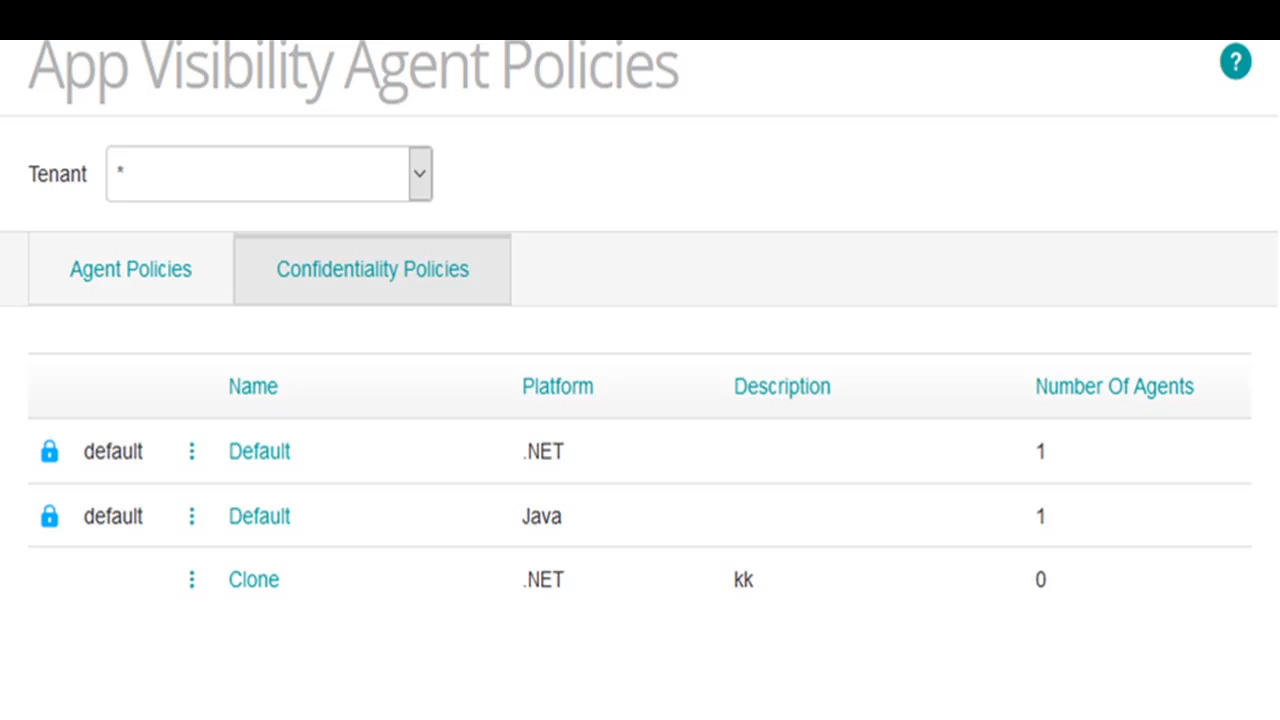 App Visibility Agent Policies
?
Tenant *
Agent Policies Confidentiality Policies
Name Platform Description Number Of Agents
default Default .NET 1
default Default Java 1
Clone .NET kk 0